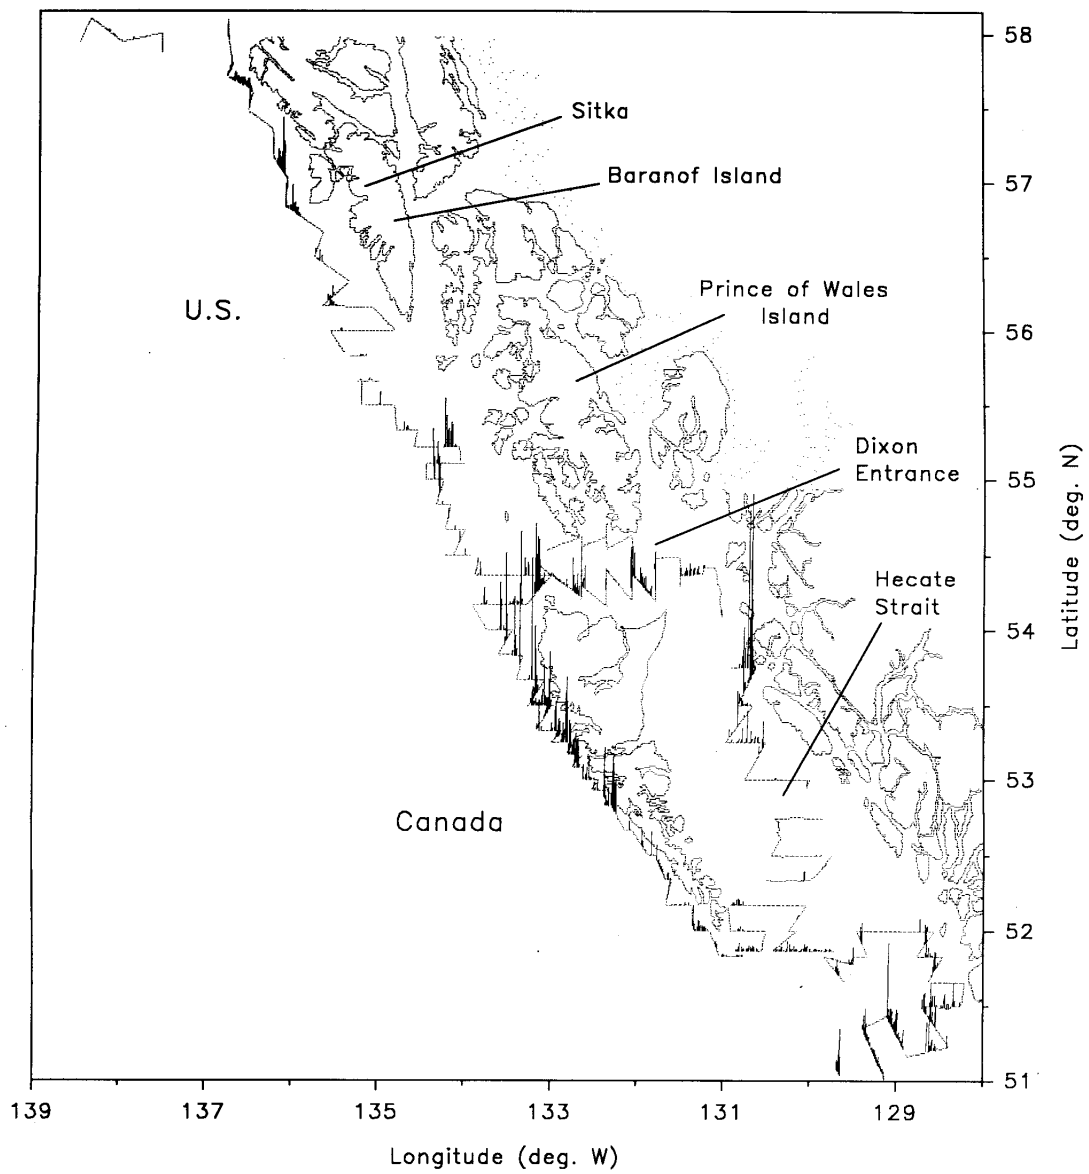 58
Sitka
57
Baranof Island
U.S.
Prince of Wales
Island
56
Dixon
Entrance
55
Latitude (deg. N)
Hecate
Strait
54
53
Canada
52
51
139
137
135
133
131
129
Longitude (deg. W)